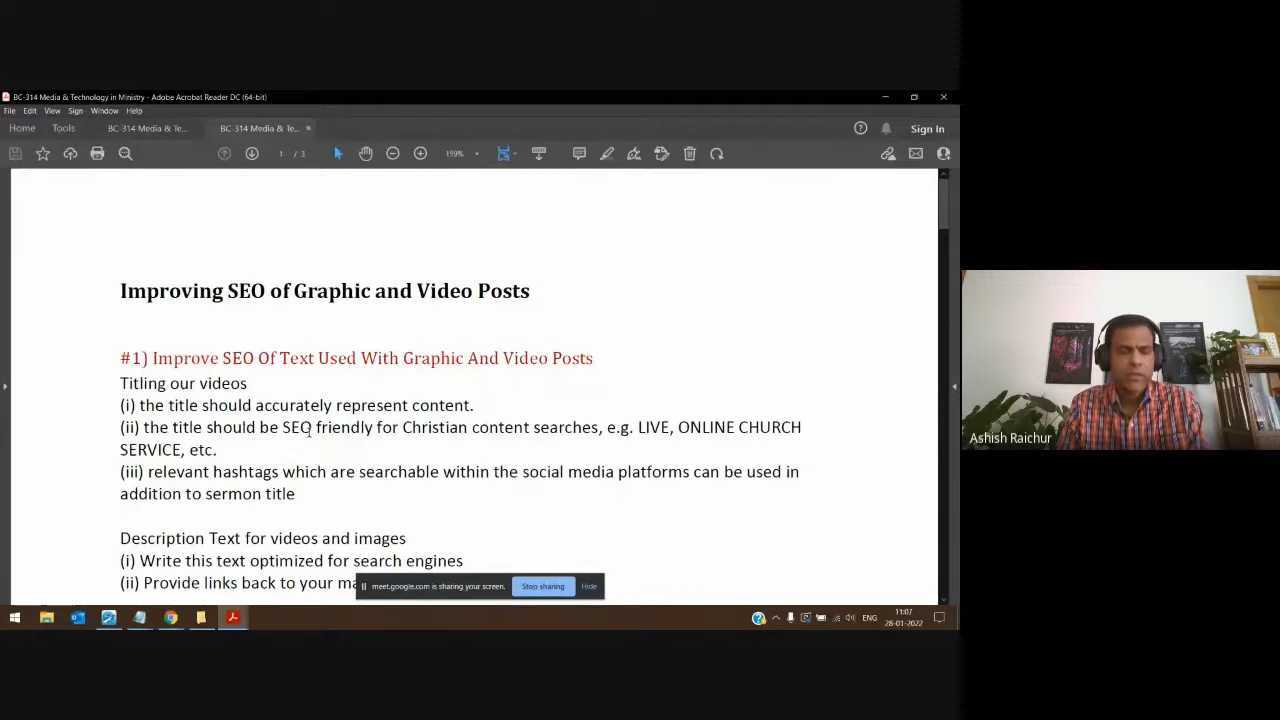 BC-314 Media & Technology in Ministry - Adobe Acrobat Reader DC (64-bit)
File Edit View Sign Window Help
Home Tools BC-314 Media & Te... BC-314 Media & Te... ×
Sign In
1 / 3 159%
Improving SEO of Graphic and Video Posts
#1) Improve SEO Of Text Used With Graphic And Video Posts
Titling our videos
(i) the title should accurately represent content.
(ii) the title should be SEO friendly for Christian content searches, e.g. LIVE, ONLINE CHURCH
SERVICE, etc.
(iii) relevant hashtags which are searchable within the social media platforms can be used in
addition to sermon title
Description Text for videos and images
(i) Write this text optimized for search engines
(ii) Provide links back to your ma
meet.google.com is sharing your screen. Stop sharing Hide
ENG 11:07
28-01-2022
Ashish Raichur